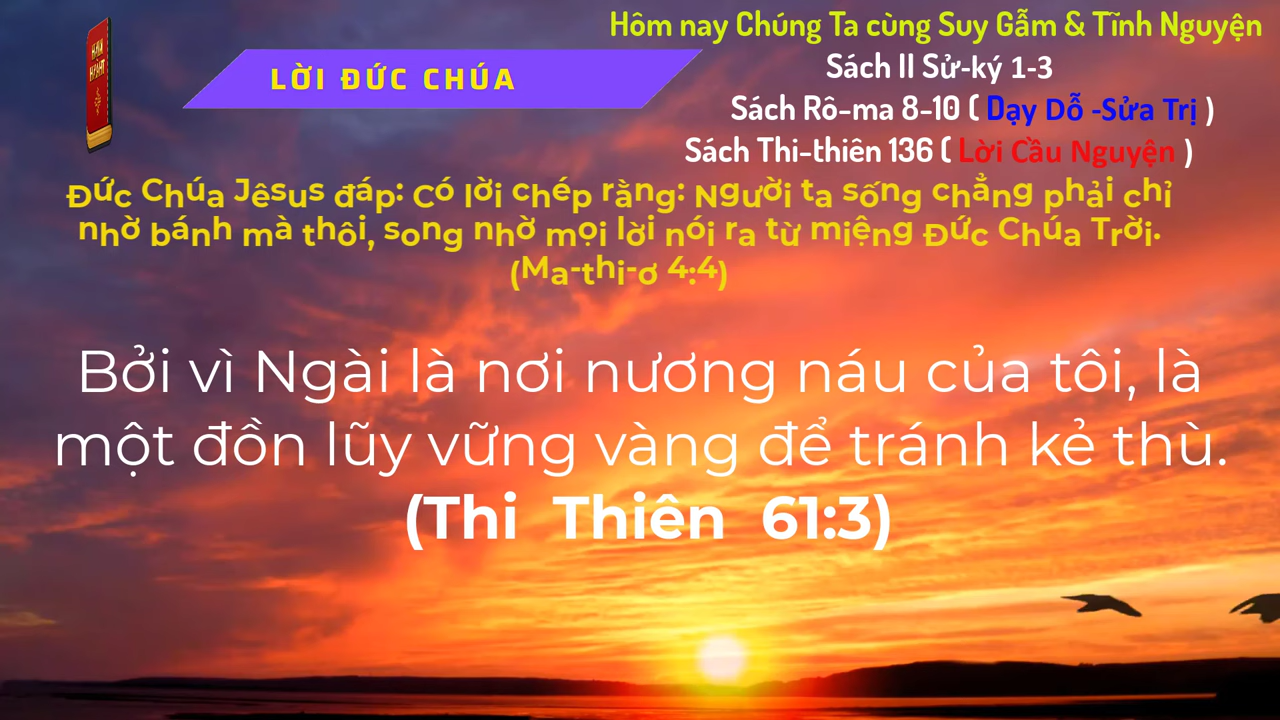 LỜI ĐỨC CHÚA
Hôm nay Chúng Ta cùng Suy Gẫm & Tĩnh Nguyện
Sách II Sử-ký 1-3
Sách Rô-ma 8-10 ( Dạy Dỗ -Sửa Trị )
Sách Thi-thiên 136 ( Lời Cầu Nguyện )
Đức Chúa Jêsus đáp: Có lời chép rằng: Người ta sống chẳng phải chỉ
nhờ bánh mà thôi, song nhờ mọi lời nói ra từ miệng Đức Chúa Trời.
(Ma-thi-ơ 4:4)
Bởi vì Ngài là nơi nương náu của tôi, là
một đồn lũy vững vàng để tránh kẻ thù.
(Thi Thiên 61:3)